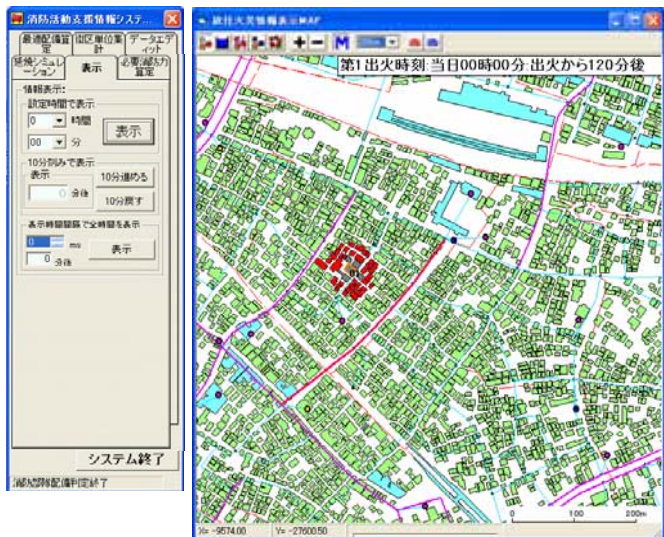 消防活動支援情報システ...
最適配備算定
街区単位集計
データエディット
延焼シミュレーション
表示
必要消防力算定
情報表示:
設定時間で表示
0 時間
00 分
表示
10分刻みで表示
表示
0 分後
10分進める
10分戻す
表示時間間隔で全時間を表示
0 ms
0 分後
表示
システム終了
消防部隊配備判定終了
延焼火災情報表示MAP
M
第1出火時刻:当日00時00分:出火から120分後
0 100 200m
X= -9574.00 Y= -27600.50